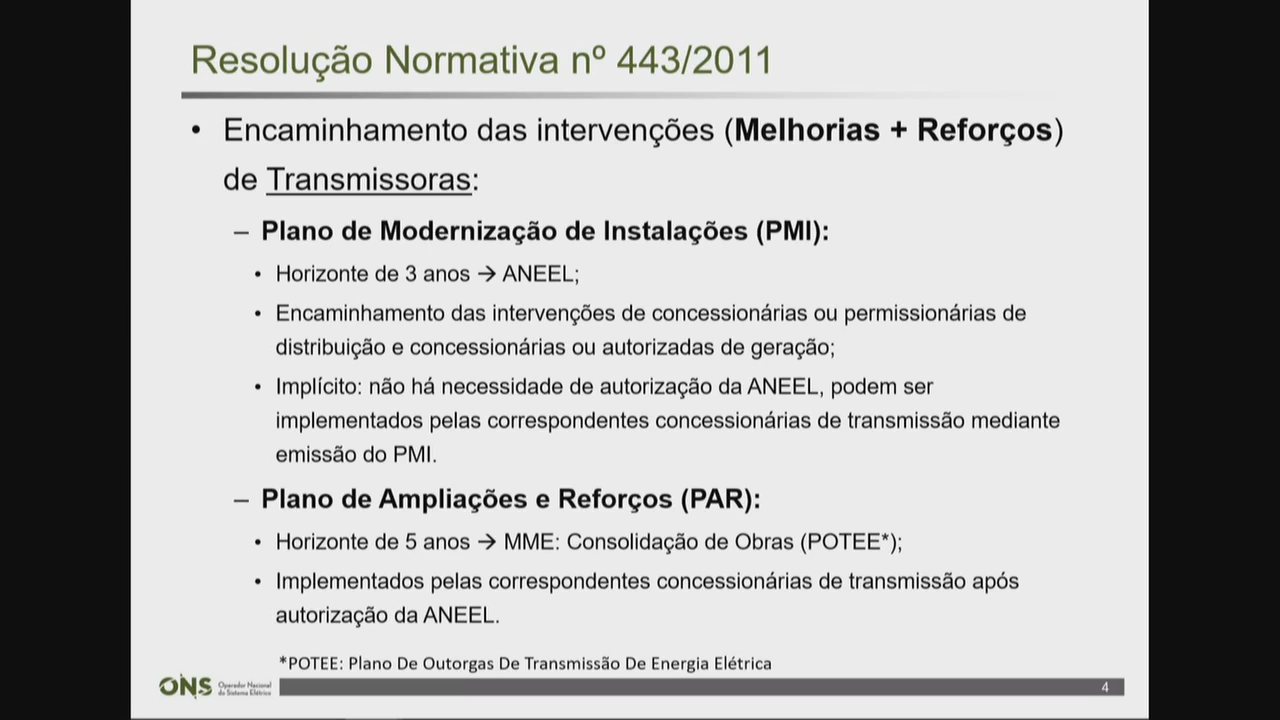 Resolução Normativa nº 443/2011
• Encaminhamento das intervenções (Melhorias + Reforços)
de Transmissoras:
– Plano de Modernização de Instalações (PMI):
• Horizonte de 3 anos → ANEEL;
• Encaminhamento das intervenções de concessionárias ou permissionárias de
distribuição e concessionárias ou autorizadas de geração;
• Implícito: não há necessidade de autorização da ANEEL, podem ser
implementados pelas correspondentes concessionárias de transmissão mediante
emissão do PMI.
– Plano de Ampliações e Reforços (PAR):
• Horizonte de 5 anos → MME: Consolidação de Obras (POTEE*);
• Implementados pelas correspondentes concessionárias de transmissão após
autorização da ANEEL.
*POTEE: Plano De Outorgas De Transmissão De Energia Elétrica
ONS
Operador Nacional
do Sistema Elétrico
4